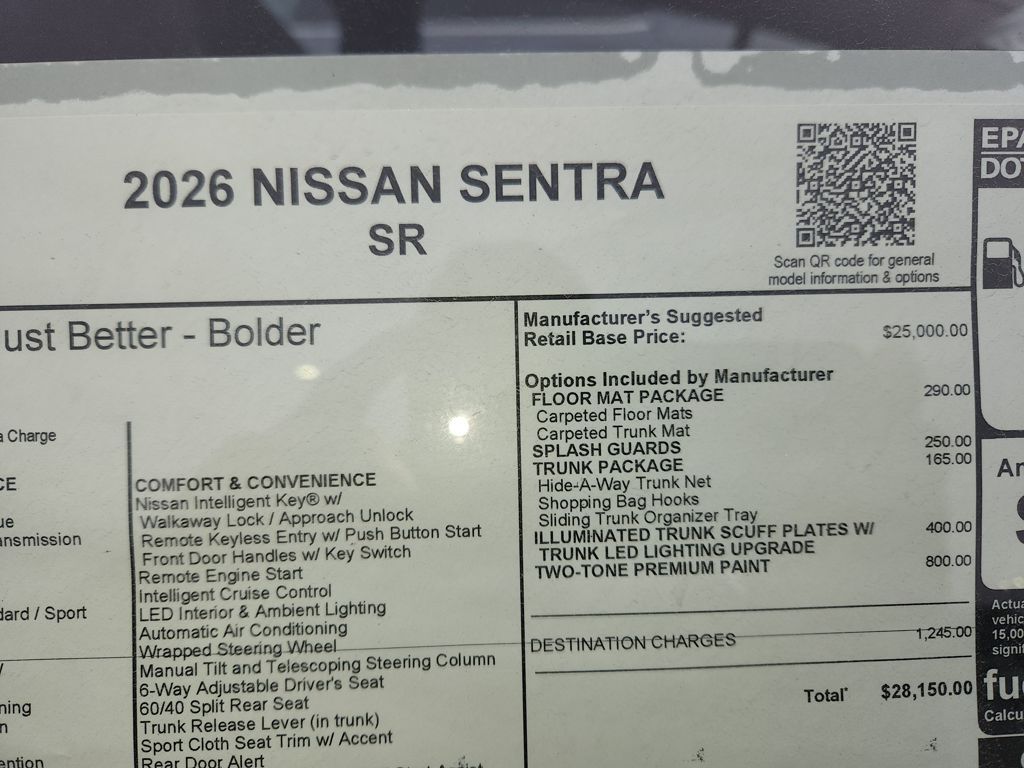 2026 NISSAN SENTRA
SR
Scan QR code for general
model information & options
EPA
DOT
ust Better - Bolder
a Charge
CE
ue
ansmission
dard / Sport
ning
n
ention
COMFORT & CONVENIENCE
Nissan Intelligent Key® w/
Walkaway Lock / Approach Unlock
Remote Keyless Entry w/ Push Button Start
Front Door Handles w/ Key Switch
Remote Engine Start
Intelligent Cruise Control
LED Interior & Ambient Lighting
Automatic Air Conditioning
Wrapped Steering Wheel
Manual Tilt and Telescoping Steering Column
6-Way Adjustable Driver's Seat
60/40 Split Rear Seat
Trunk Release Lever (in trunk)
Sport Cloth Seat Trim w/ Accent
Rear Door Alert
Manufacturer's Suggested
Retail Base Price: $25,000.00
Options Included by Manufacturer
FLOOR MAT PACKAGE 290.00
Carpeted Floor Mats
Carpeted Trunk Mat
SPLASH GUARDS 250.00
TRUNK PACKAGE 165.00
Hide-A-Way Trunk Net
Shopping Bag Hooks
Sliding Trunk Organizer Tray
ILLUMINATED TRUNK SCUFF PLATES W/ 400.00
TRUNK LED LIGHTING UPGRADE
TWO-TONE PREMIUM PAINT 800.00
DESTINATION CHARGES 1,245.00
Total* $28,150.00
An
Actua
vehic
15,00
signif
fu
Calcu